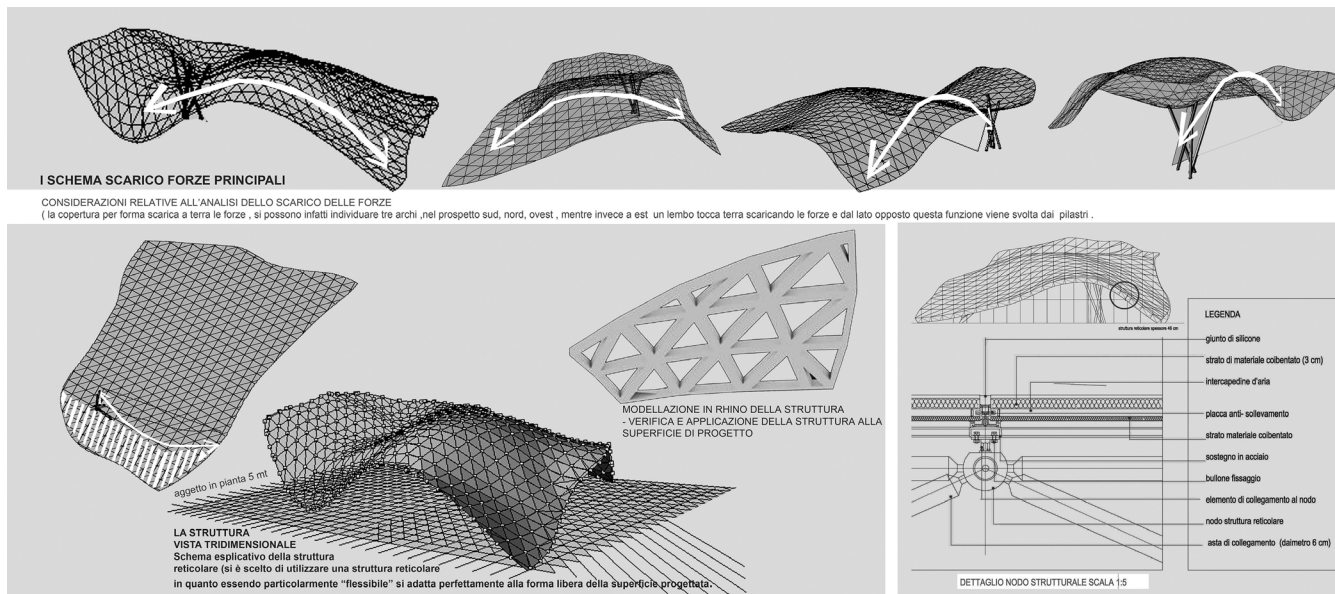 I SCHEMA SCARICO FORZE PRINCIPALI
CONSIDERAZIONI RELATIVE ALL'ANALISI DELLO SCARICO DELLE FORZE
( la copertura per forma scarica a terra le forze , si possono infatti individuare tre archi ,nel prospetto sud, nord, ovest , mentre invece a est un lembo tocca terra scaricando le forze e dal lato opposto questa funzione viene svolta dai pilastri .
aggetto in pianta 5 mt
MODELLAZIONE IN RHINO DELLA STRUTTURA
- VERIFICA E APPLICAZIONE DELLA STRUTTURA ALLA
SUPERFICIE DI PROGETTO
LA STRUTTURA
VISTA TRIDIMENSIONALE
Schema esplicativo della struttura
reticolare (si è scelto di utilizzare una struttura reticolare
in quanto essendo particolarmente “flessibile” si adatta perfettamente alla forma libera della superficie progettata.
struttura reticolare spessore 45 cm
LEGENDA
giunto di silicone
strato di materiale coibentato (3 cm)
intercapedine d'aria
placca anti- sollevamento
strato materiale coibentato
sostegno in acciaio
bullone fissaggio
elemento di collegamento al nodo
nodo struttura reticolare
asta di collegamento (daimetro 6 cm)
DETTAGLIO NODO STRUTTURALE SCALA 1:5